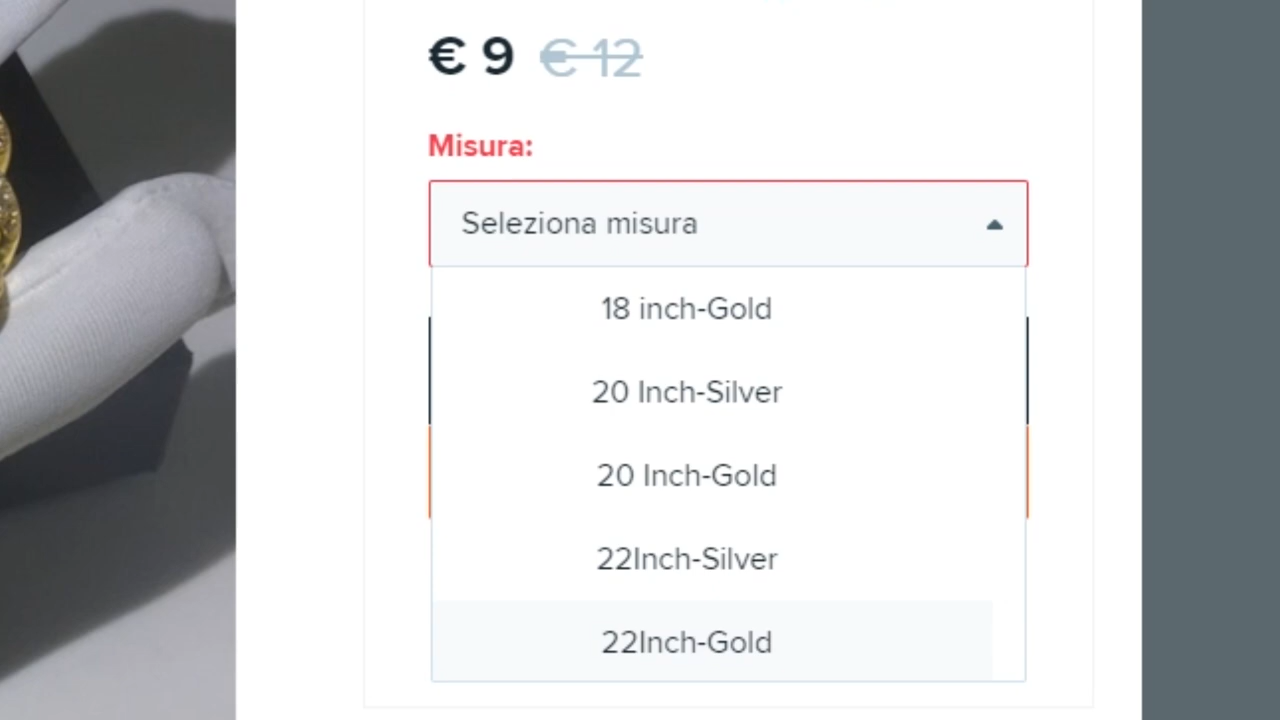 € 9 € 12
Misura:
Seleziona misura
18 inch-Gold
20 Inch-Silver
20 Inch-Gold
22Inch-Silver
22Inch-Gold